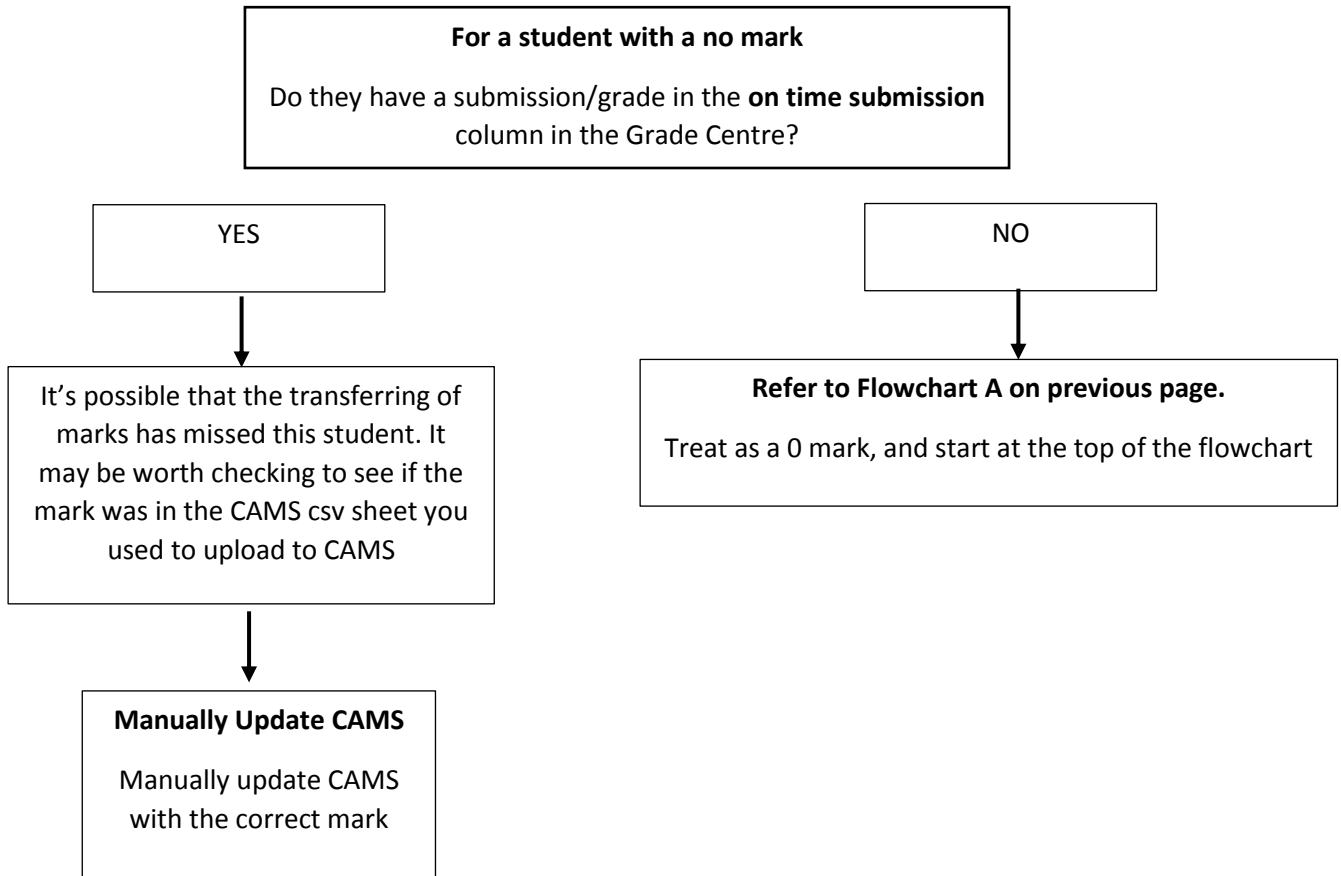 For a student with a no mark
Do they have a submission/grade in the on time submission
column in the Grade Centre?
YES
NO
It’s possible that the transferring of
marks has missed this student. It
may be worth checking to see if the
mark was in the CAMS csv sheet you
used to upload to CAMS
Refer to Flowchart A on previous page.
Treat as a 0 mark, and start at the top of the flowchart
Manually Update CAMS
Manually update CAMS
with the correct mark